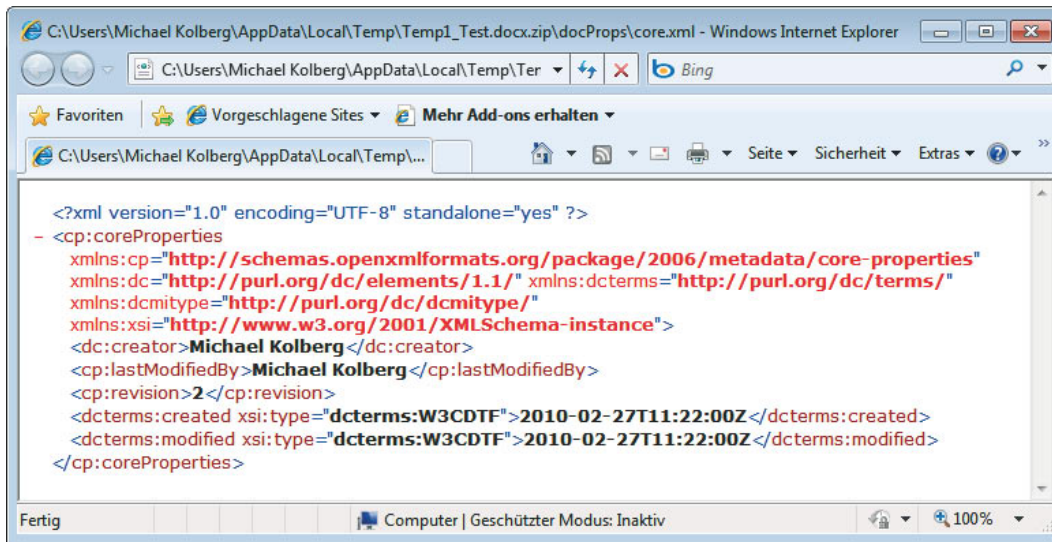 C:\Users\Michael Kolberg\AppData\Local\Temp\Temp1_Test.docx.zip\docProps\core.xml - Windows Internet Explorer
C:\Users\Michael Kolberg\AppData\Local\Temp\Ter Bing
Favoriten Vorgeschlagene Sites Mehr Add-ons erhalten
C:\Users\Michael Kolberg\AppData\Local\Temp\... Seite Sicherheit Extras
<?xml version="1.0" encoding="UTF-8" standalone="yes" ?>
- <cp:coreProperties
xmlns:cp="http://schemas.openxmlformats.org/package/2006/metadata/core-properties"
xmlns:dc="http://purl.org/dc/elements/1.1/" xmlns:dcterms="http://purl.org/dc/terms/"
xmlns:dcmitype="http://purl.org/dc/dcmitype/"
xmlns:xsi="http://www.w3.org/2001/XMLSchema-instance">
<dc:creator>Michael Kolberg</dc:creator>
<cp:lastModifiedBy>Michael Kolberg</cp:lastModifiedBy>
<cp:revision>2</cp:revision>
<dcterms:created xsi:type="dcterms:W3CDTF">2010-02-27T11:22:00Z</dcterms:created>
<dcterms:modified xsi:type="dcterms:W3CDTF">2010-02-27T11:22:00Z</dcterms:modified>
</cp:coreProperties>
Fertig Computer | Geschützter Modus: Inaktiv 100%